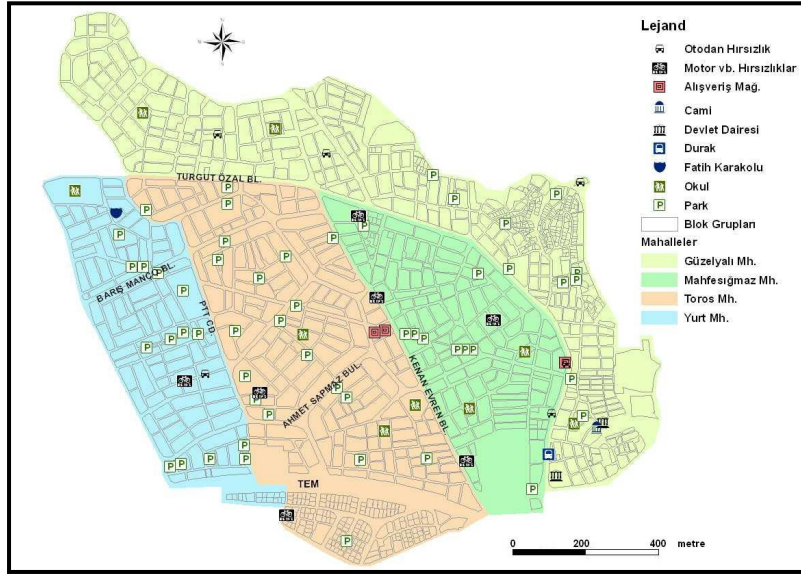 Lejand
Otodan Hırsızlık
Motor vb. Hırsızlıklar
Alışveriş Mağ.
Cami
Devlet Dairesi
Durak
Fatih Karakolu
Okul
Park
Blok Grupları
Mahalleler
Güzelyalı Mh.
Mahfesığmaz Mh.
Toros Mh.
Yurt Mh.
TURGUT ÖZAL BL.
BARIŞ MANÇO BL.
PTT CD.
AHMET SAPMAZ BUL.
KENAN EVREN BL.
TEM
0 200 400 metre